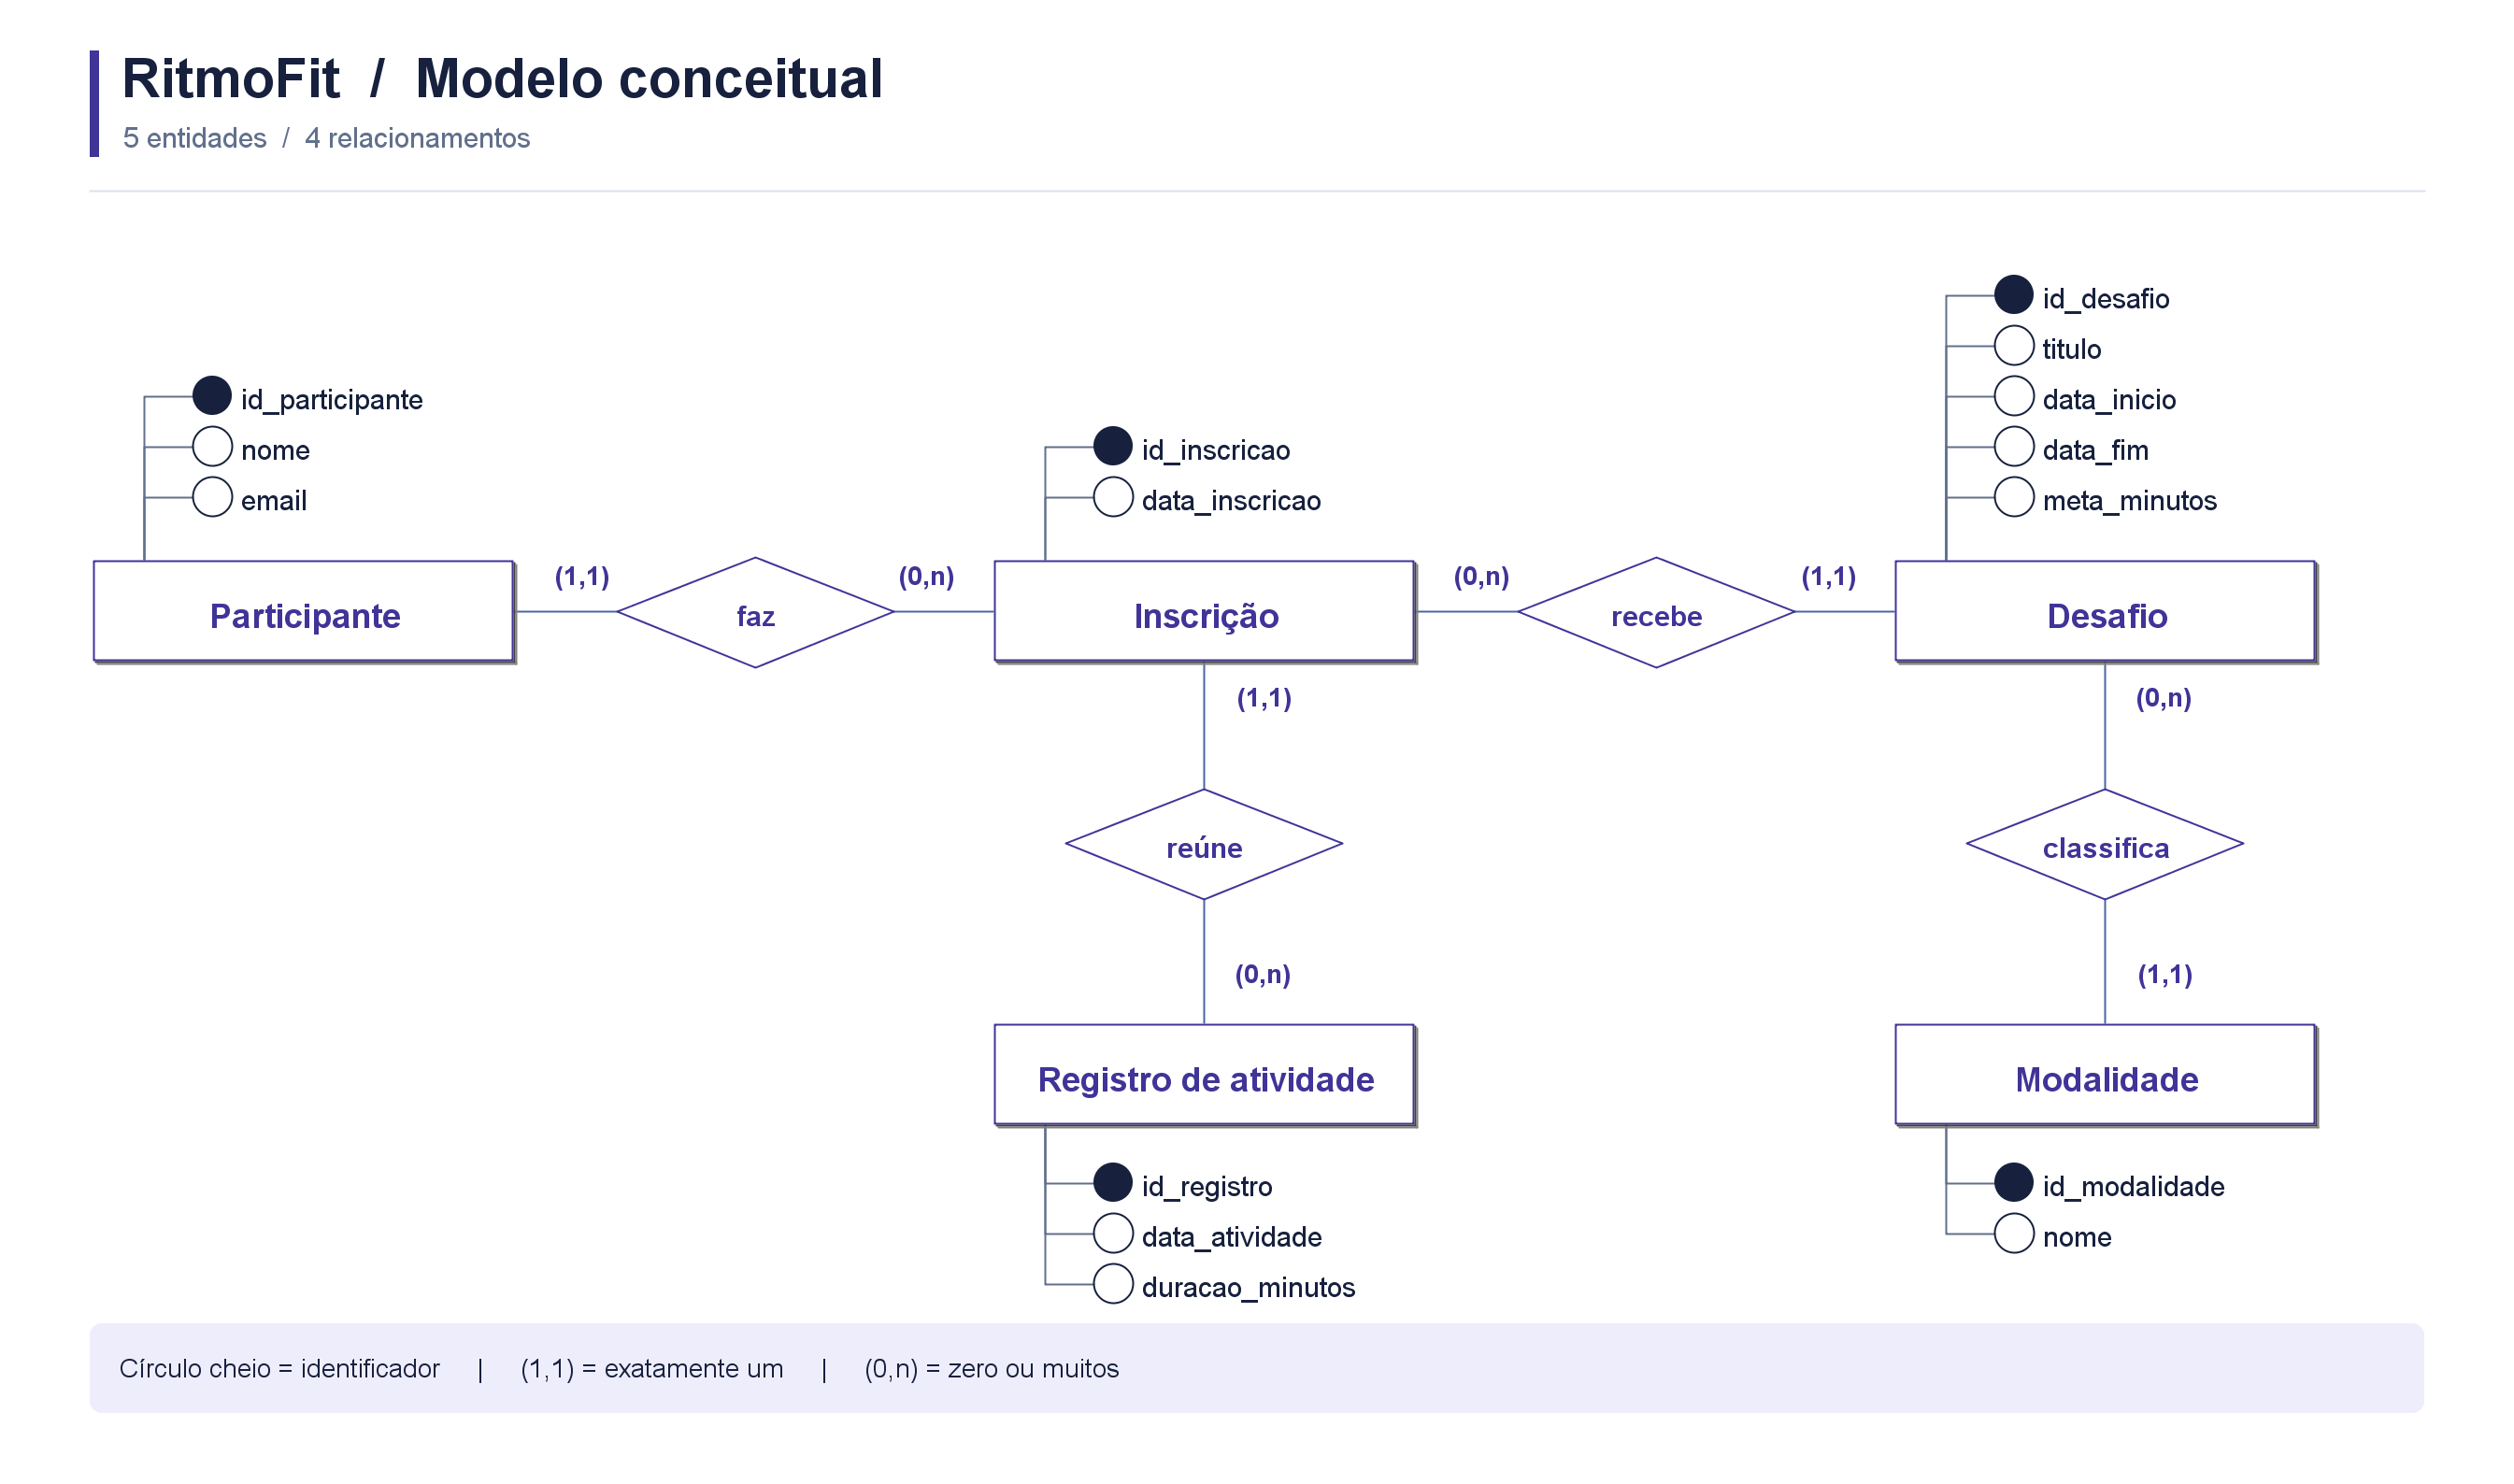 RitmoFit / Modelo conceitual
5 entidades / 4 relacionamentos
id_participante
nome
email
id_inscricao
data_inscricao
id_desafio
titulo
data_inicio
data_fim
meta_minutos
Participante
(1,1)
faz
(0,n)
Inscrição
(0,n)
recebe
(1,1)
Desafio
(1,1)
reúne
(0,n)
Registro de atividade
(0,n)
classifica
(1,1)
Modalidade
id_registro
data_atividade
duracao_minutos
id_modalidade
nome
Círculo cheio = identificador | (1,1) = exatamente um | (0,n) = zero ou muitos